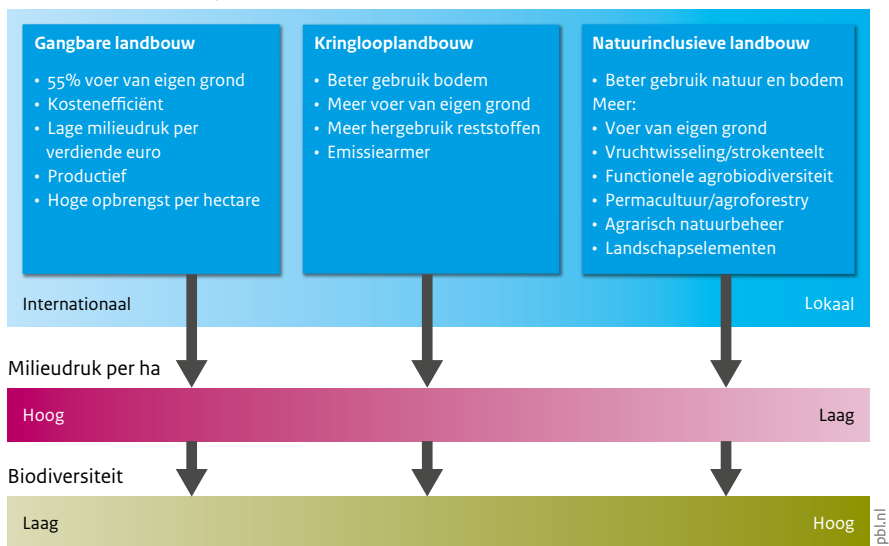 Gangbare landbouw
• 55% voer van eigen grond
• Kostenefficiënt
• Lage milieudruk per
verdiende euro
• Productief
• Hoge opbrengst per hectare
Kringlooplandbouw
• Beter gebruik bodem
• Meer voer van eigen grond
• Meer hergebruik reststoffen
• Emissiearmer
Natuurinclusieve landbouw
• Beter gebruik natuur en bodem
Meer:
• Voer van eigen grond
• Vruchtwisseling/strokenteelt
• Functionele agrobiodiversiteit
• Permacultuur/agroforestry
• Agrarisch natuurbeheer
• Landschapselementen
Internationaal
Lokaal
Milieudruk per ha
Hoog
Laag
Biodiversiteit
Laag
Hoog
pbl.nl